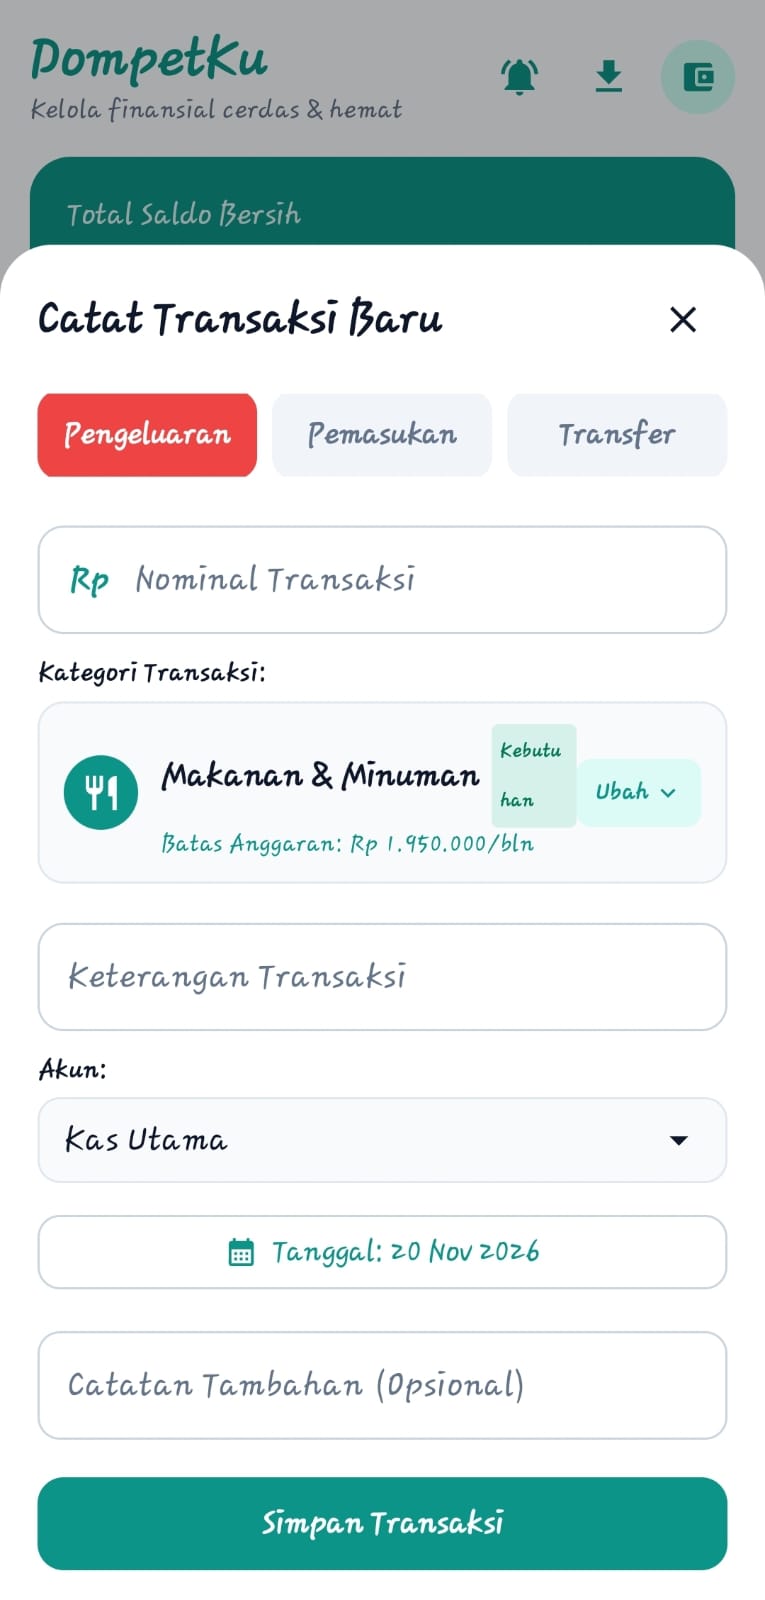 DompetKu
Kelola finansial cerdas & hemat
Total Saldo Bersih
Catat Transaksi Baru
Pengeluaran
Pemasukan
Transfer
Rp Nominal Transaksi
Kategori Transaksi:
Makanan & Minuman
Kebutu
han
Ubah
Batas Anggaran: Rp 1.950.000/bln
Keterangan Transaksi
Akun:
Kas Utama
Tanggal: 20 Nov 2026
Catatan Tambahan (Opsional)
Simpan Transaksi